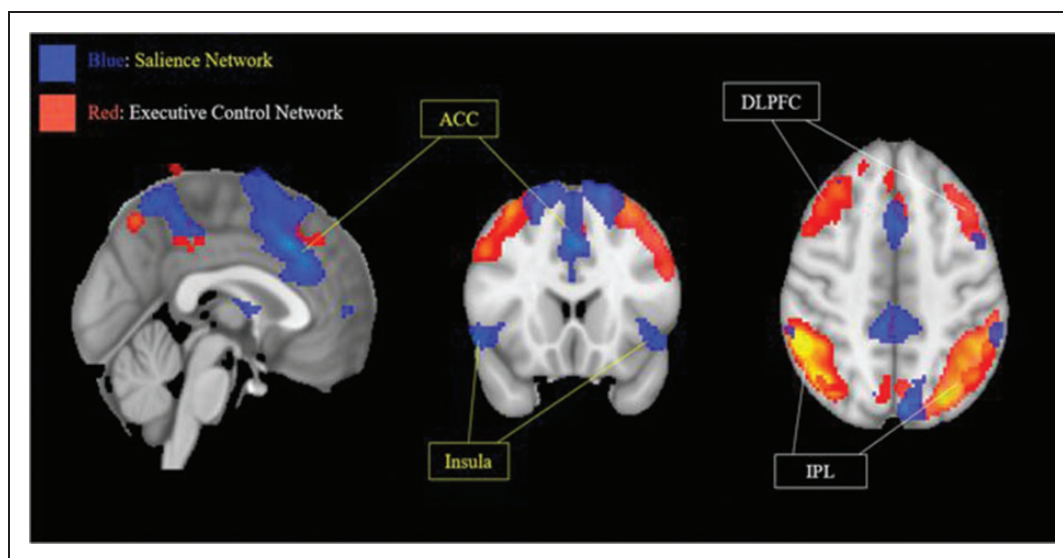 Blue: Salience Network
Red: Executive Control Network
ACC
DLPFC
Insula
IPL